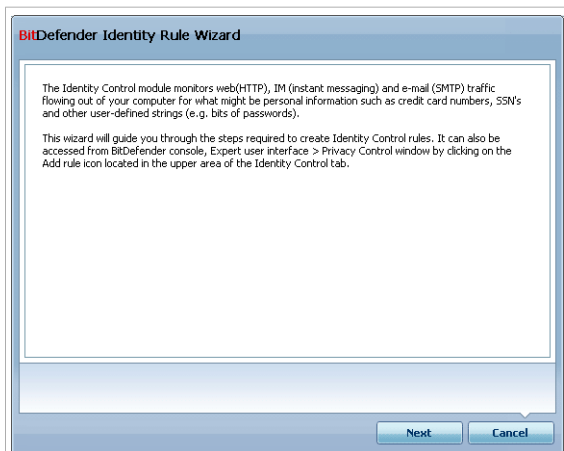 BitDefender Identity Rule Wizard
The Identity Control module monitors web(HTTP), IM (instant messaging) and e-mail (SMTP) traffic
flowing out of your computer for what might be personal information such as credit card numbers, SSN's
and other user-defined strings (e.g. bits of passwords).
This wizard will guide you through the steps required to create Identity Control rules. It can also be
accessed from BitDefender console, Expert user interface > Privacy Control window by clicking on the
Add rule icon located in the upper area of the Identity Control tab.
Next Cancel